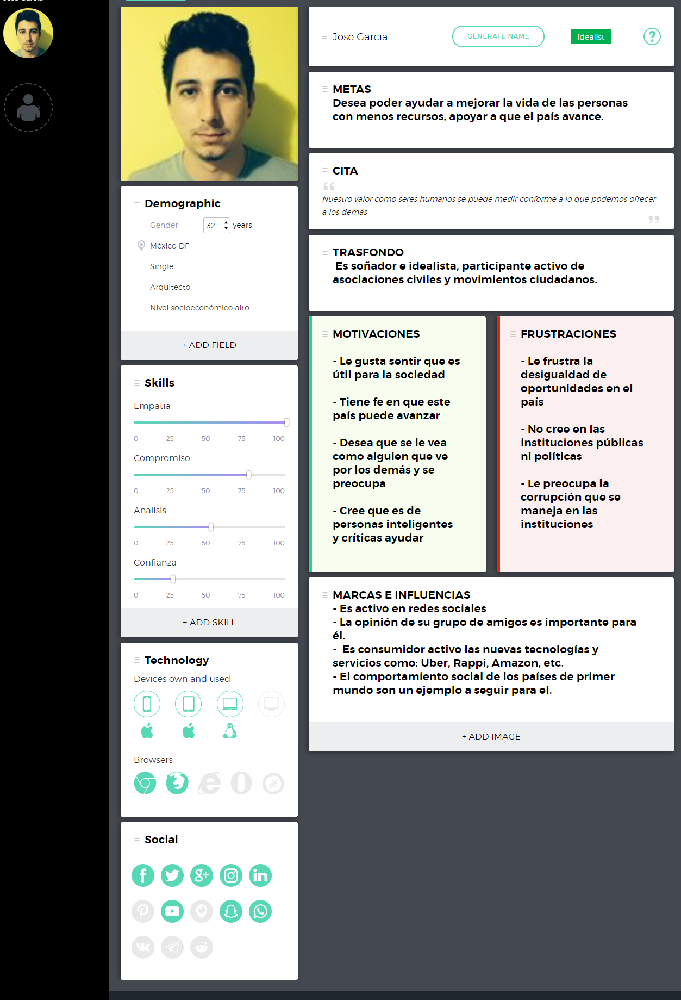 Jose Garcia
Demographic
Gender 32 years
México DF
Single
Arquitecto
Nivel socioeconómico alto
+ ADD FIELD
Skills
Empatia
0 25 50 75 100
Compromiso
0 25 50 75 100
Analisis
0 25 50 75 100
Confianza
0 25 50 75 100
+ ADD SKILL
Technology
Devices own and used
Browsers
Social
Jose Garcia
GENERATE NAME
Idealist
?
METAS
Desea poder ayudar a mejorar la vida de las personas
con menos recursos, apoyar a que el país avance.
CITA
“
Nuestro valor como seres humanos se puede medir conforme a lo que podemos ofrecer
a los demás
”
TRASFONDO
Es soñador e idealista, participante activo de
asociaciones civiles y movimientos ciudadanos.
MOTIVACIONES
- Le gusta sentir que es
útil para la sociedad
- Tiene fe en que este
país puede avanzar
- Desea que se le vea
como alguien que ve
por los demás y se
preocupa
- Cree que es de
personas inteligentes
y críticas ayudar
FRUSTRACIONES
- Le frustra la
desigualdad de
oportunidades en el
país
- No cree en las
instituciones públicas
ni políticas
- Le preocupa la
corrupción que se
maneja en las
instituciones
MARCAS E INFLUENCIAS
- Es activo en redes sociales
- La opinión de su grupo de amigos es importante para
él.
- Es consumidor activo las nuevas tecnologías y
servicios como: Uber, Rappi, Amazon, etc.
- El comportamiento social de los países de primer
mundo son un ejemplo a seguir para el.
+ ADD IMAGE